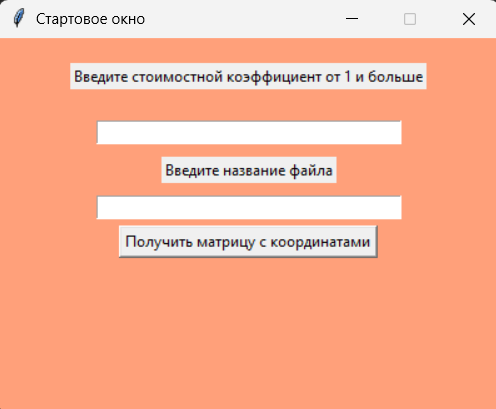 Стартовое окно
Введите стоимостной коэффициент от 1 и больше
Введите название файла
Получить матрицу с координатами